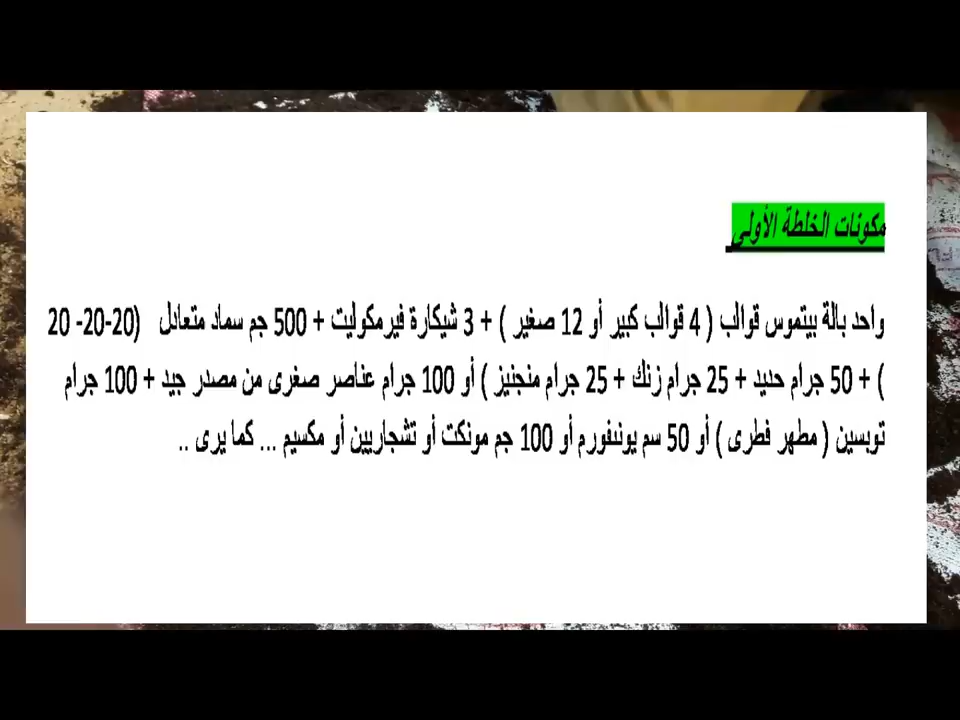 مكونات الخلطة الأولى
واحد بالة بيتموس قوالب ( 4 قوالب كبير أو 12 صغير ) + 3 شيكارة فيرمكوليت + 500 جم سماد متعادل (20-20- 20
) + 50 جرام حديد + 25 جرام زنك + 25 جرام منجنيز ) أو 100 جرام عناصر صغرى من مصدر جيد + 100 جرام
توبسين ( مطهر فطرى ) أو 50 سم يونىفورم أو 100 جم مونكت أو تشجاريين أو مكسيم ... كما يرى ..